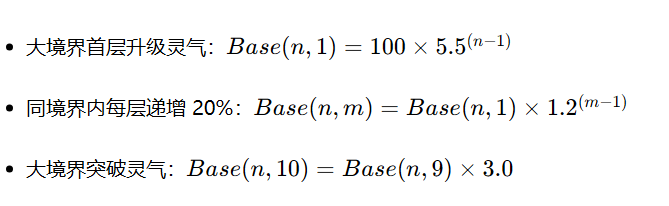 • 大境界首层升级灵气：Base(n, 1) = 100 × 5.5^(n−1)
• 同境界内每层递增 20%：Base(n, m) = Base(n, 1) × 1.2^(m−1)
• 大境界突破灵气：Base(n, 10) = Base(n, 9) × 3.0